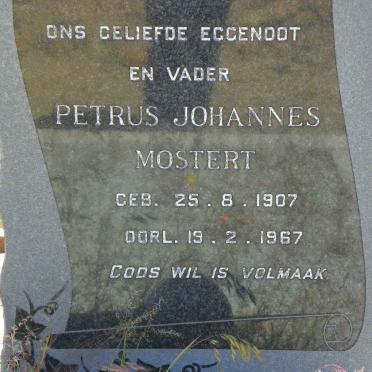 ONS GELIEFDE EGGENOOT
EN VADER
PETRUS JOHANNES
MOSTERT
GEB. 25.8.1907
OORL. 19.2.1967
GODS WIL IS VOLMAAK